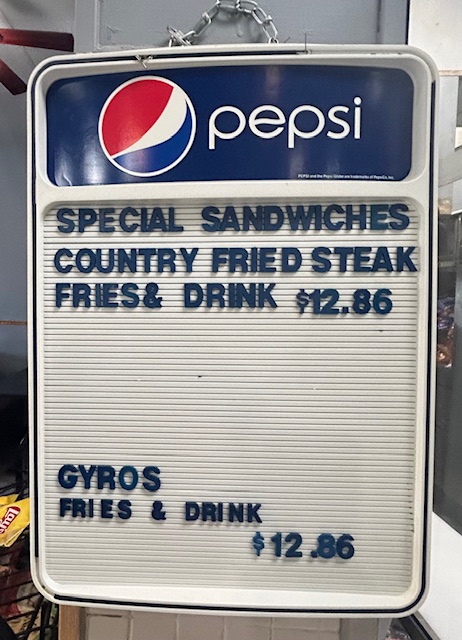 pepsi
SPECIAL SANDWICHES
COUNTRY FRIED STEAK
FRIES& DRINK $12.86
GYROS
FRIES & DRINK
$12.86